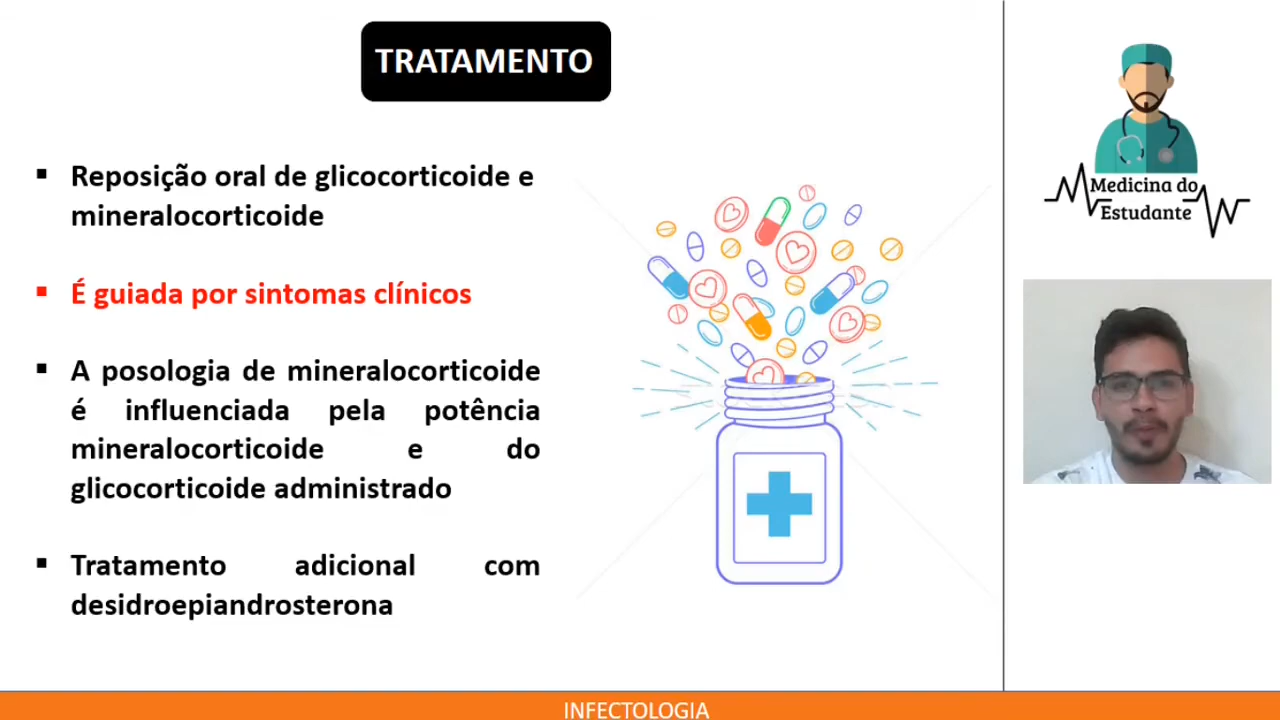 TRATAMENTO
▪ Reposição oral de glicocorticoide e
mineralocorticoide
▪ É guiada por sintomas clínicos
▪ A posologia de mineralocorticoide
é influenciada pela potência
mineralocorticoide e do
glicocorticoide administrado
▪ Tratamento adicional com
desidroepiandrosterona
Medicina do
Estudante
INFECTOLOGIA